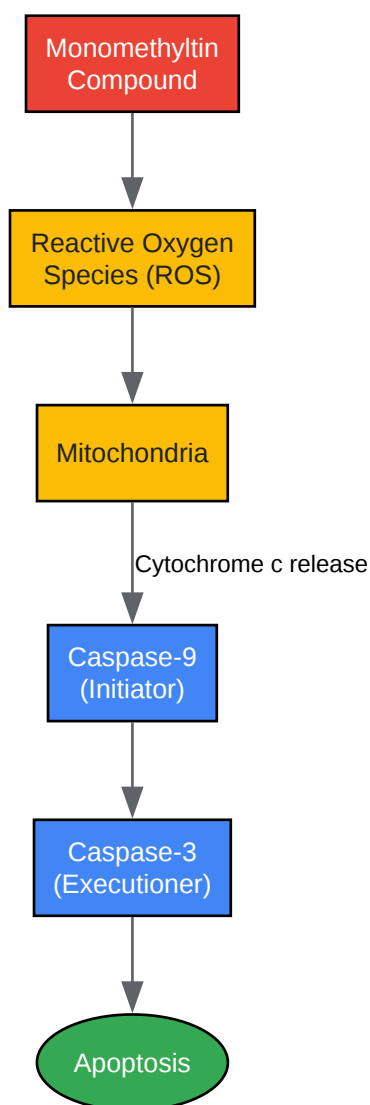 Monomethyltin
Compound
Reactive Oxygen
Species (ROS)
Mitochondria
Cytochrome c release
Caspase-9
(Initiator)
Caspase-3
(Executioner)
Apoptosis